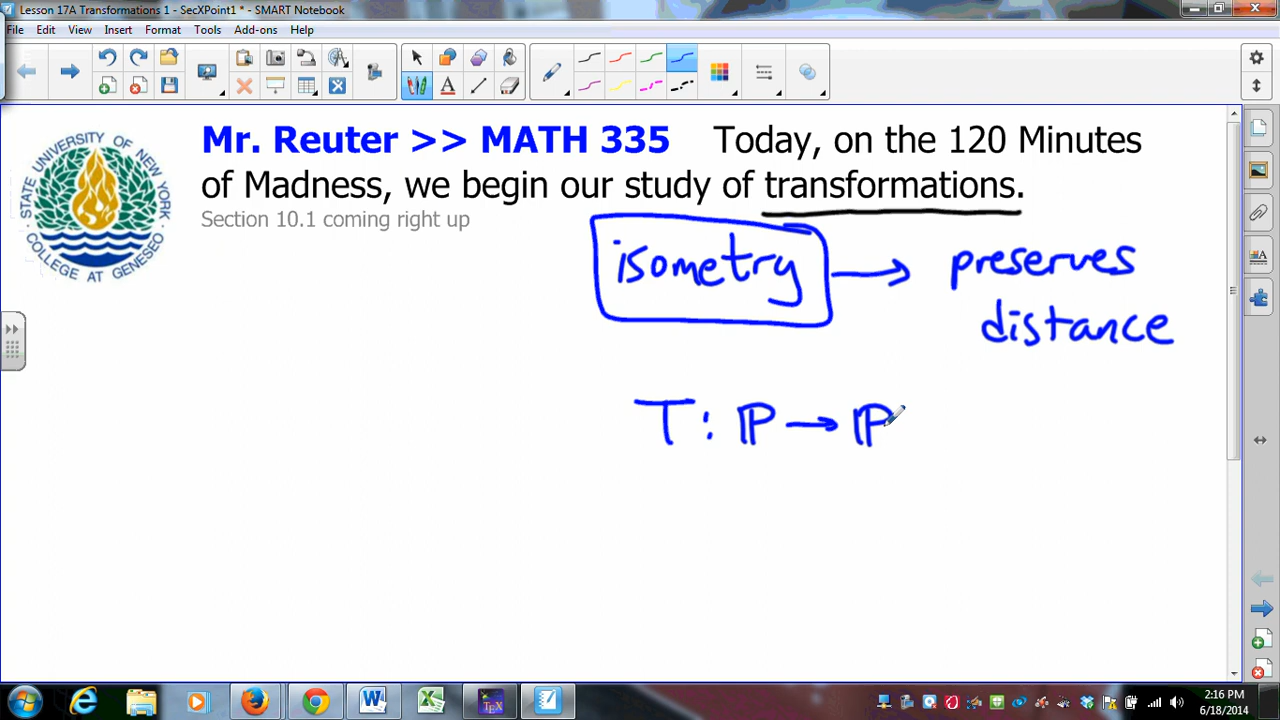 Lesson 17A Transformations 1 - SecXPoint1 * - SMART Notebook
File Edit View Insert Format Tools Add-ons Help
Mr. Reuter >> MATH 335 Today, on the 120 Minutes
of Madness, we begin our study of transformations.
Section 10.1 coming right up
STATE UNIVERSITY OF NEW YORK
COLLEGE AT GENESEO
isometry → preserves
distance
T: ℙ → ℙ
2:16 PM
6/18/2014